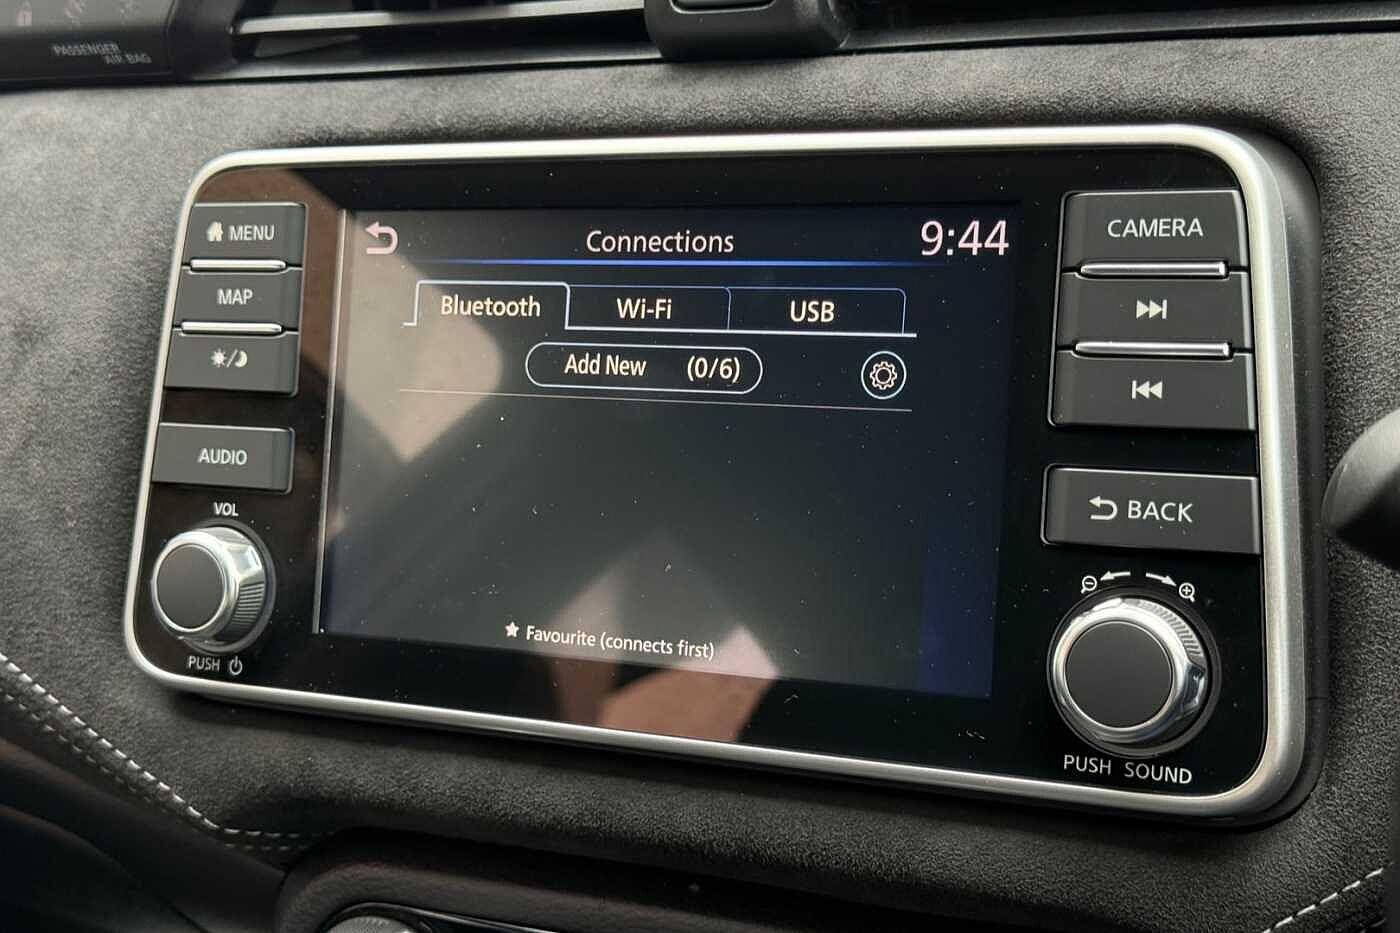 PASSENGER
AIR BAG
MENU
MAP
AUDIO
VOL
PUSH
Connections
9:44
Bluetooth
Wi-Fi
USB
Add New (0/6)
Favourite (connects first)
CAMERA
BACK
PUSH SOUND